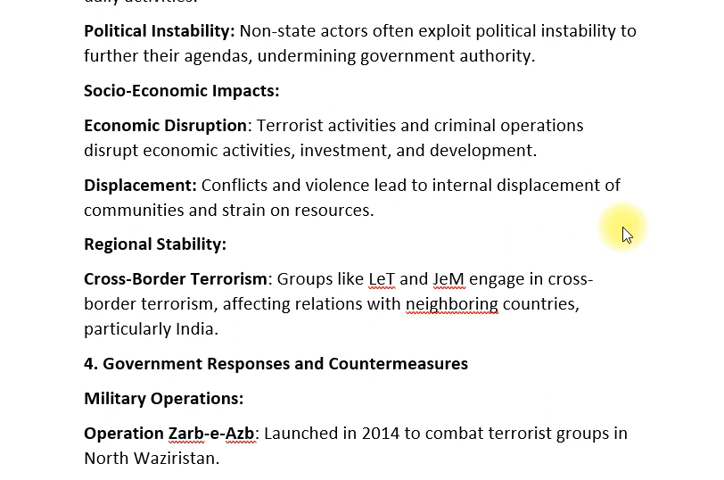 daily activities.
Political Instability: Non-state actors often exploit political instability to
further their agendas, undermining government authority.
Socio-Economic Impacts:
Economic Disruption: Terrorist activities and criminal operations
disrupt economic activities, investment, and development.
Displacement: Conflicts and violence lead to internal displacement of
communities and strain on resources.
Regional Stability:
Cross-Border Terrorism: Groups like LeT and JeM engage in cross-
border terrorism, affecting relations with neighboring countries,
particularly India.
4. Government Responses and Countermeasures
Military Operations:
Operation Zarb-e-Azb: Launched in 2014 to combat terrorist groups in
North Waziristan.